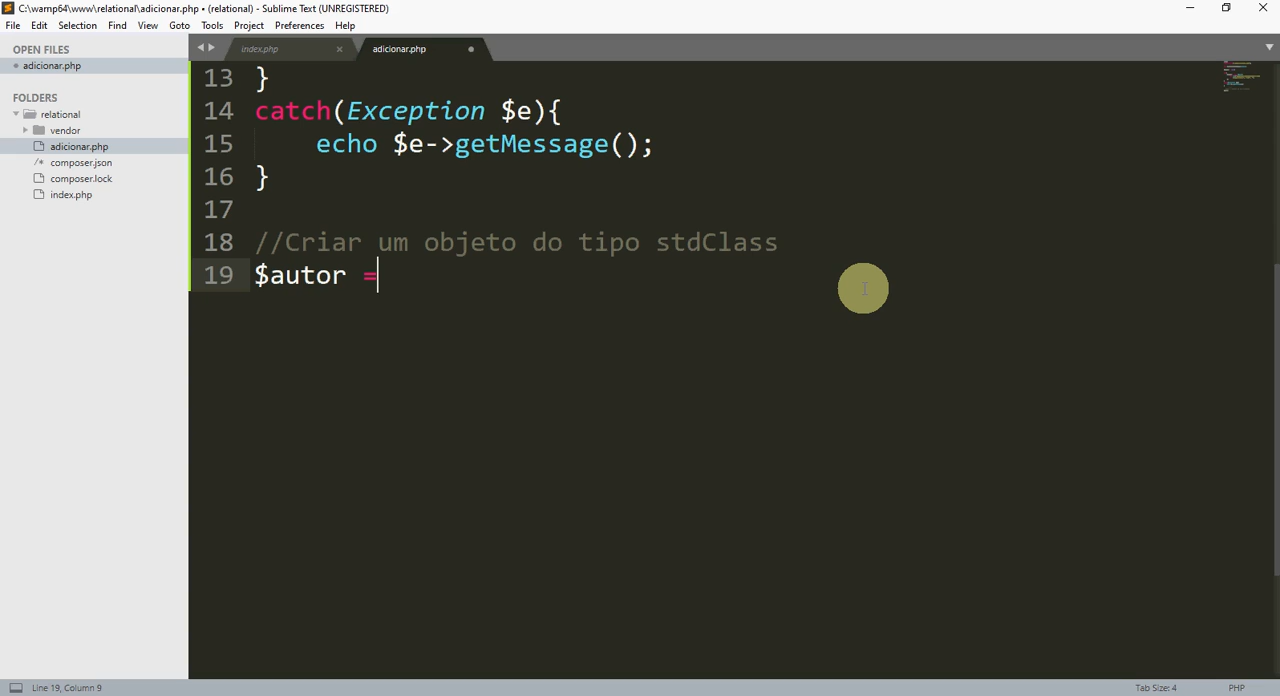 C:\wamp64\www\relational\adicionar.php • (relational) - Sublime Text (UNREGISTERED)
File Edit Selection Find View Goto Tools Project Preferences Help
OPEN FILES
adicionar.php
FOLDERS
relational
vendor
adicionar.php
/* composer.json
composer.lock
index.php
index.php
adicionar.php
13 }
14 catch(Exception $e){
15 echo $e->getMessage();
16 }
17
18 //Criar um objeto do tipo stdClass
19 $autor =
Line 19, Column 9
Tab Size: 4
PHP